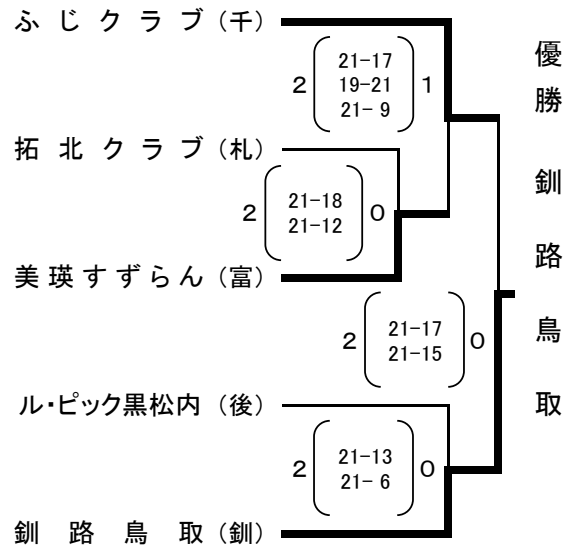 ふじクラブ(千)
2 21-17 1
19-21
21- 9
拓北クラブ(札)
2 21-18 0
21-12
美瑛すずらん(富)
2 21-17 0
21-15
ル・ピック黒松内(後)
2 21-13 0
21- 6
釧路鳥取(釧)
優勝 釧路鳥取